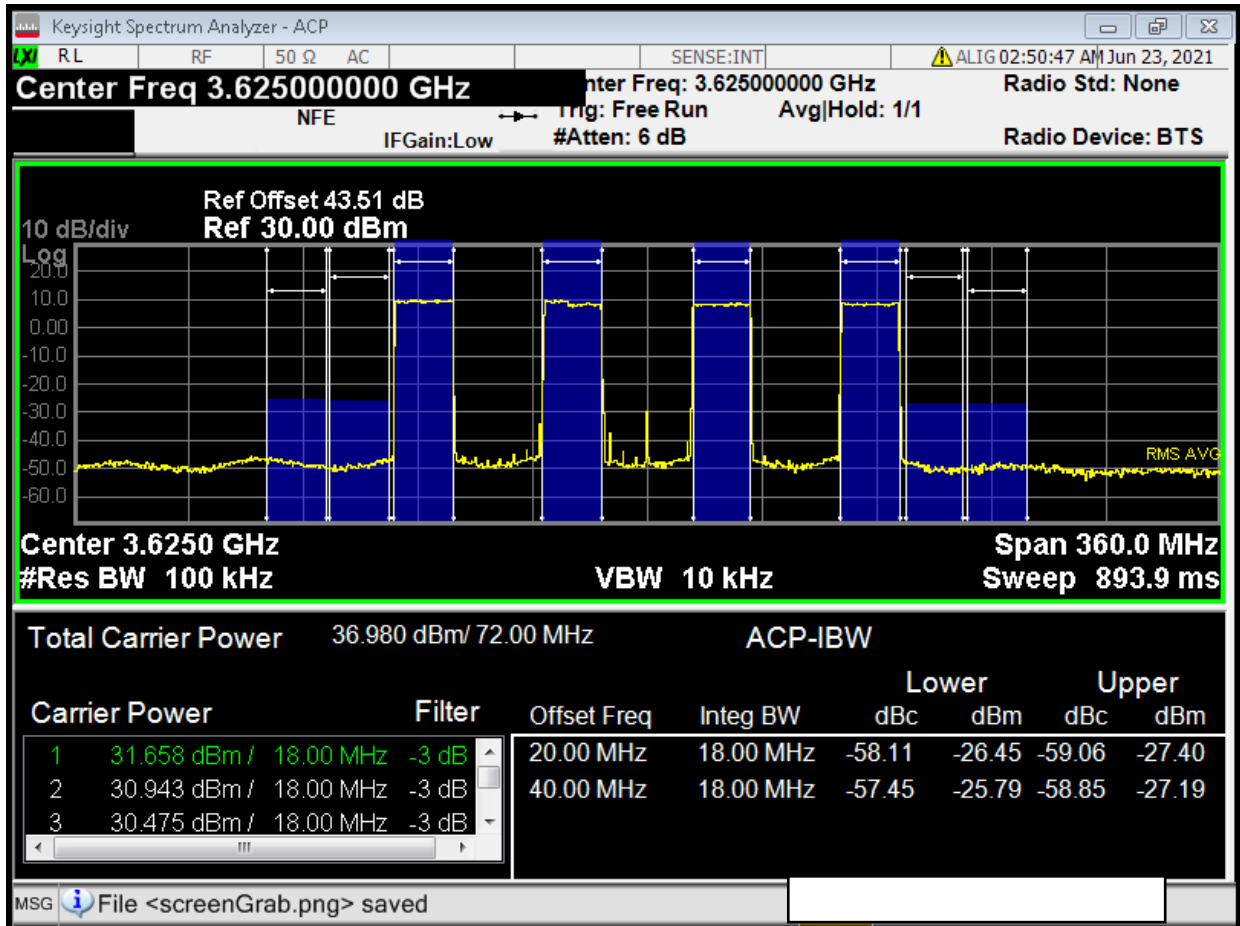 Keysight Spectrum Analyzer - ACP
LXI RL RF 50 Ω AC SENSE:INT ALIG 02:50:47 AM Jun 23, 2021
Center Freq 3.625000000 GHz nter Freq: 3.625000000 GHz Radio Std: None
NFE Trig: Free Run Avg|Hold: 1/1
IFGain:Low #Atten: 6 dB Radio Device: BTS
Ref Offset 43.51 dB
10 dB/div Ref 30.00 dBm
Log
20.0
10.0
0.00
-10.0
-20.0
-30.0
-40.0
RMS AVG
-50.0
-60.0
Center 3.6250 GHz Span 360.0 MHz
#Res BW 100 kHz VBW 10 kHz Sweep 893.9 ms
Total Carrier Power 36.980 dBm/ 72.00 MHz ACP-IBW
Lower Upper
Carrier Power Filter Offset Freq Integ BW dBc dBm dBc dBm
1 31.658 dBm / 18.00 MHz -3 dB 20.00 MHz 18.00 MHz -58.11 -26.45 -59.06 -27.40
2 30.943 dBm / 18.00 MHz -3 dB 40.00 MHz 18.00 MHz -57.45 -25.79 -58.85 -27.19
3 30.475 dBm / 18.00 MHz -3 dB
MSG File <screenGrab.png> saved